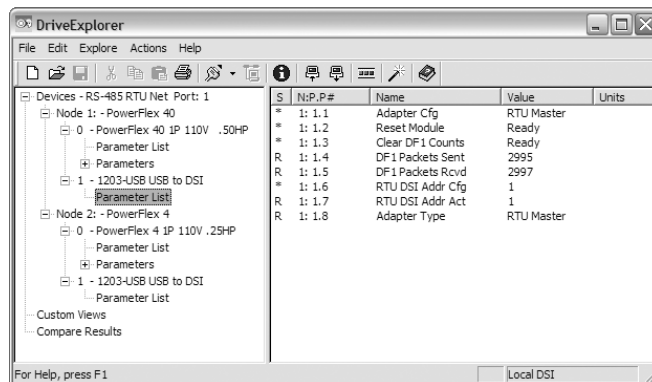 DriveExplorer
File Edit Explore Actions Help
Devices - RS-485 RTU Net Port: 1
Node 1: - PowerFlex 40
0 - PowerFlex 40 1P 110V .50HP
Parameter List
Parameters
1 - 1203-USB USB to DSI
Parameter List
Node 2: - PowerFlex 4
0 - PowerFlex 4 1P 110V .25HP
Parameter List
Parameters
1 - 1203-USB USB to DSI
Parameter List
Custom Views
Compare Results
S N:P.P# Name Value Units
* 1: 1.1 Adapter Cfg RTU Master
* 1: 1.2 Reset Module Ready
* 1: 1.3 Clear DF1 Counts Ready
R 1: 1.4 DF1 Packets Sent 2995
R 1: 1.5 DF1 Packets Rcvd 2997
* 1: 1.6 RTU DSI Addr Cfg 1
R 1: 1.7 RTU DSI Addr Act 1
R 1: 1.8 Adapter Type RTU Master
For Help, press F1 Local DSI